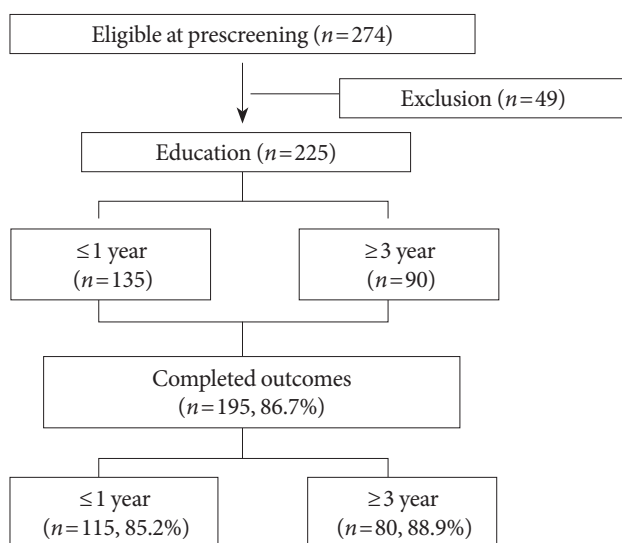 Eligible at prescreening (n=274)
Exclusion (n=49)
Education (n=225)
≤1 year
(n=135)
≥3 year
(n=90)
Completed outcomes
(n=195, 86.7%)
≤1 year
(n=115, 85.2%)
≥3 year
(n=80, 88.9%)